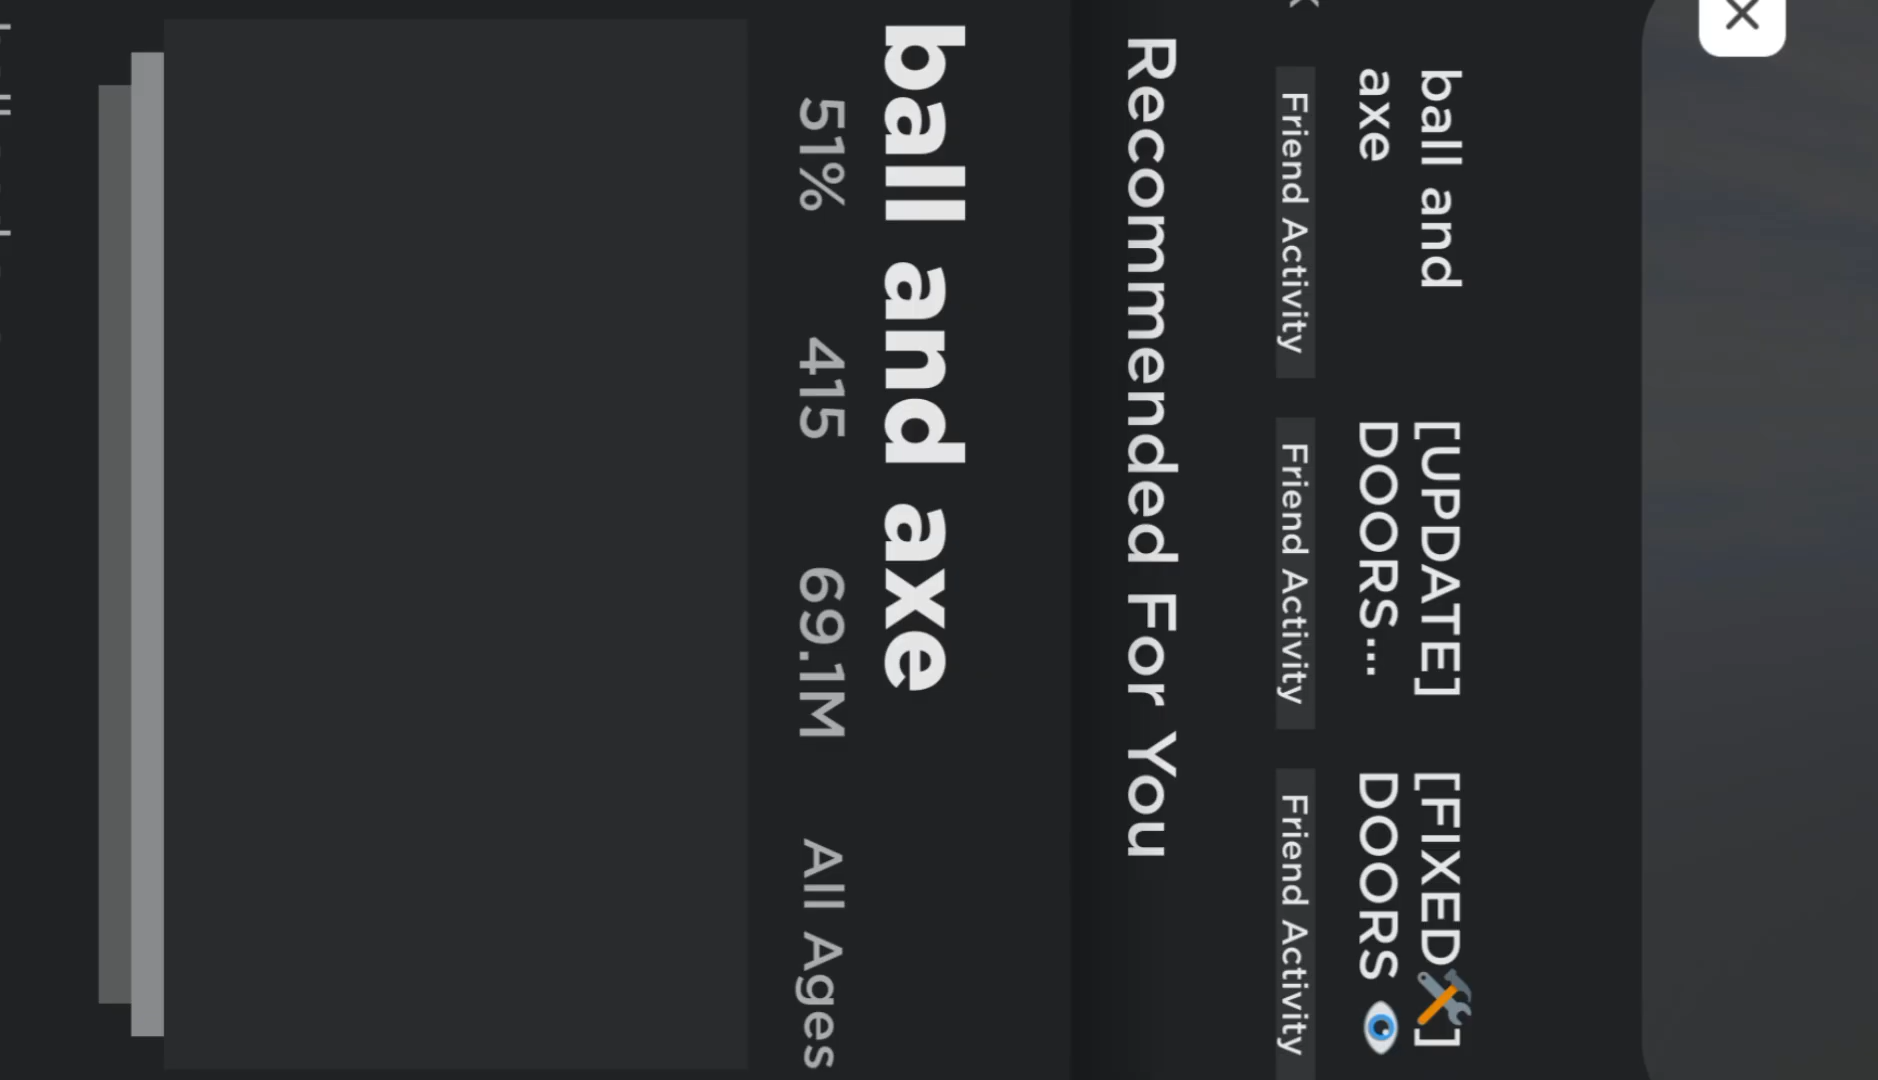 ball and
axe
[UPDATE]
DOORS...
[FIXED🛠️]
DOORS 👁️
Friend Activity
Friend Activity
Friend Activity
Recommended For You
ball and axe
51% 415 69.1M All Ages